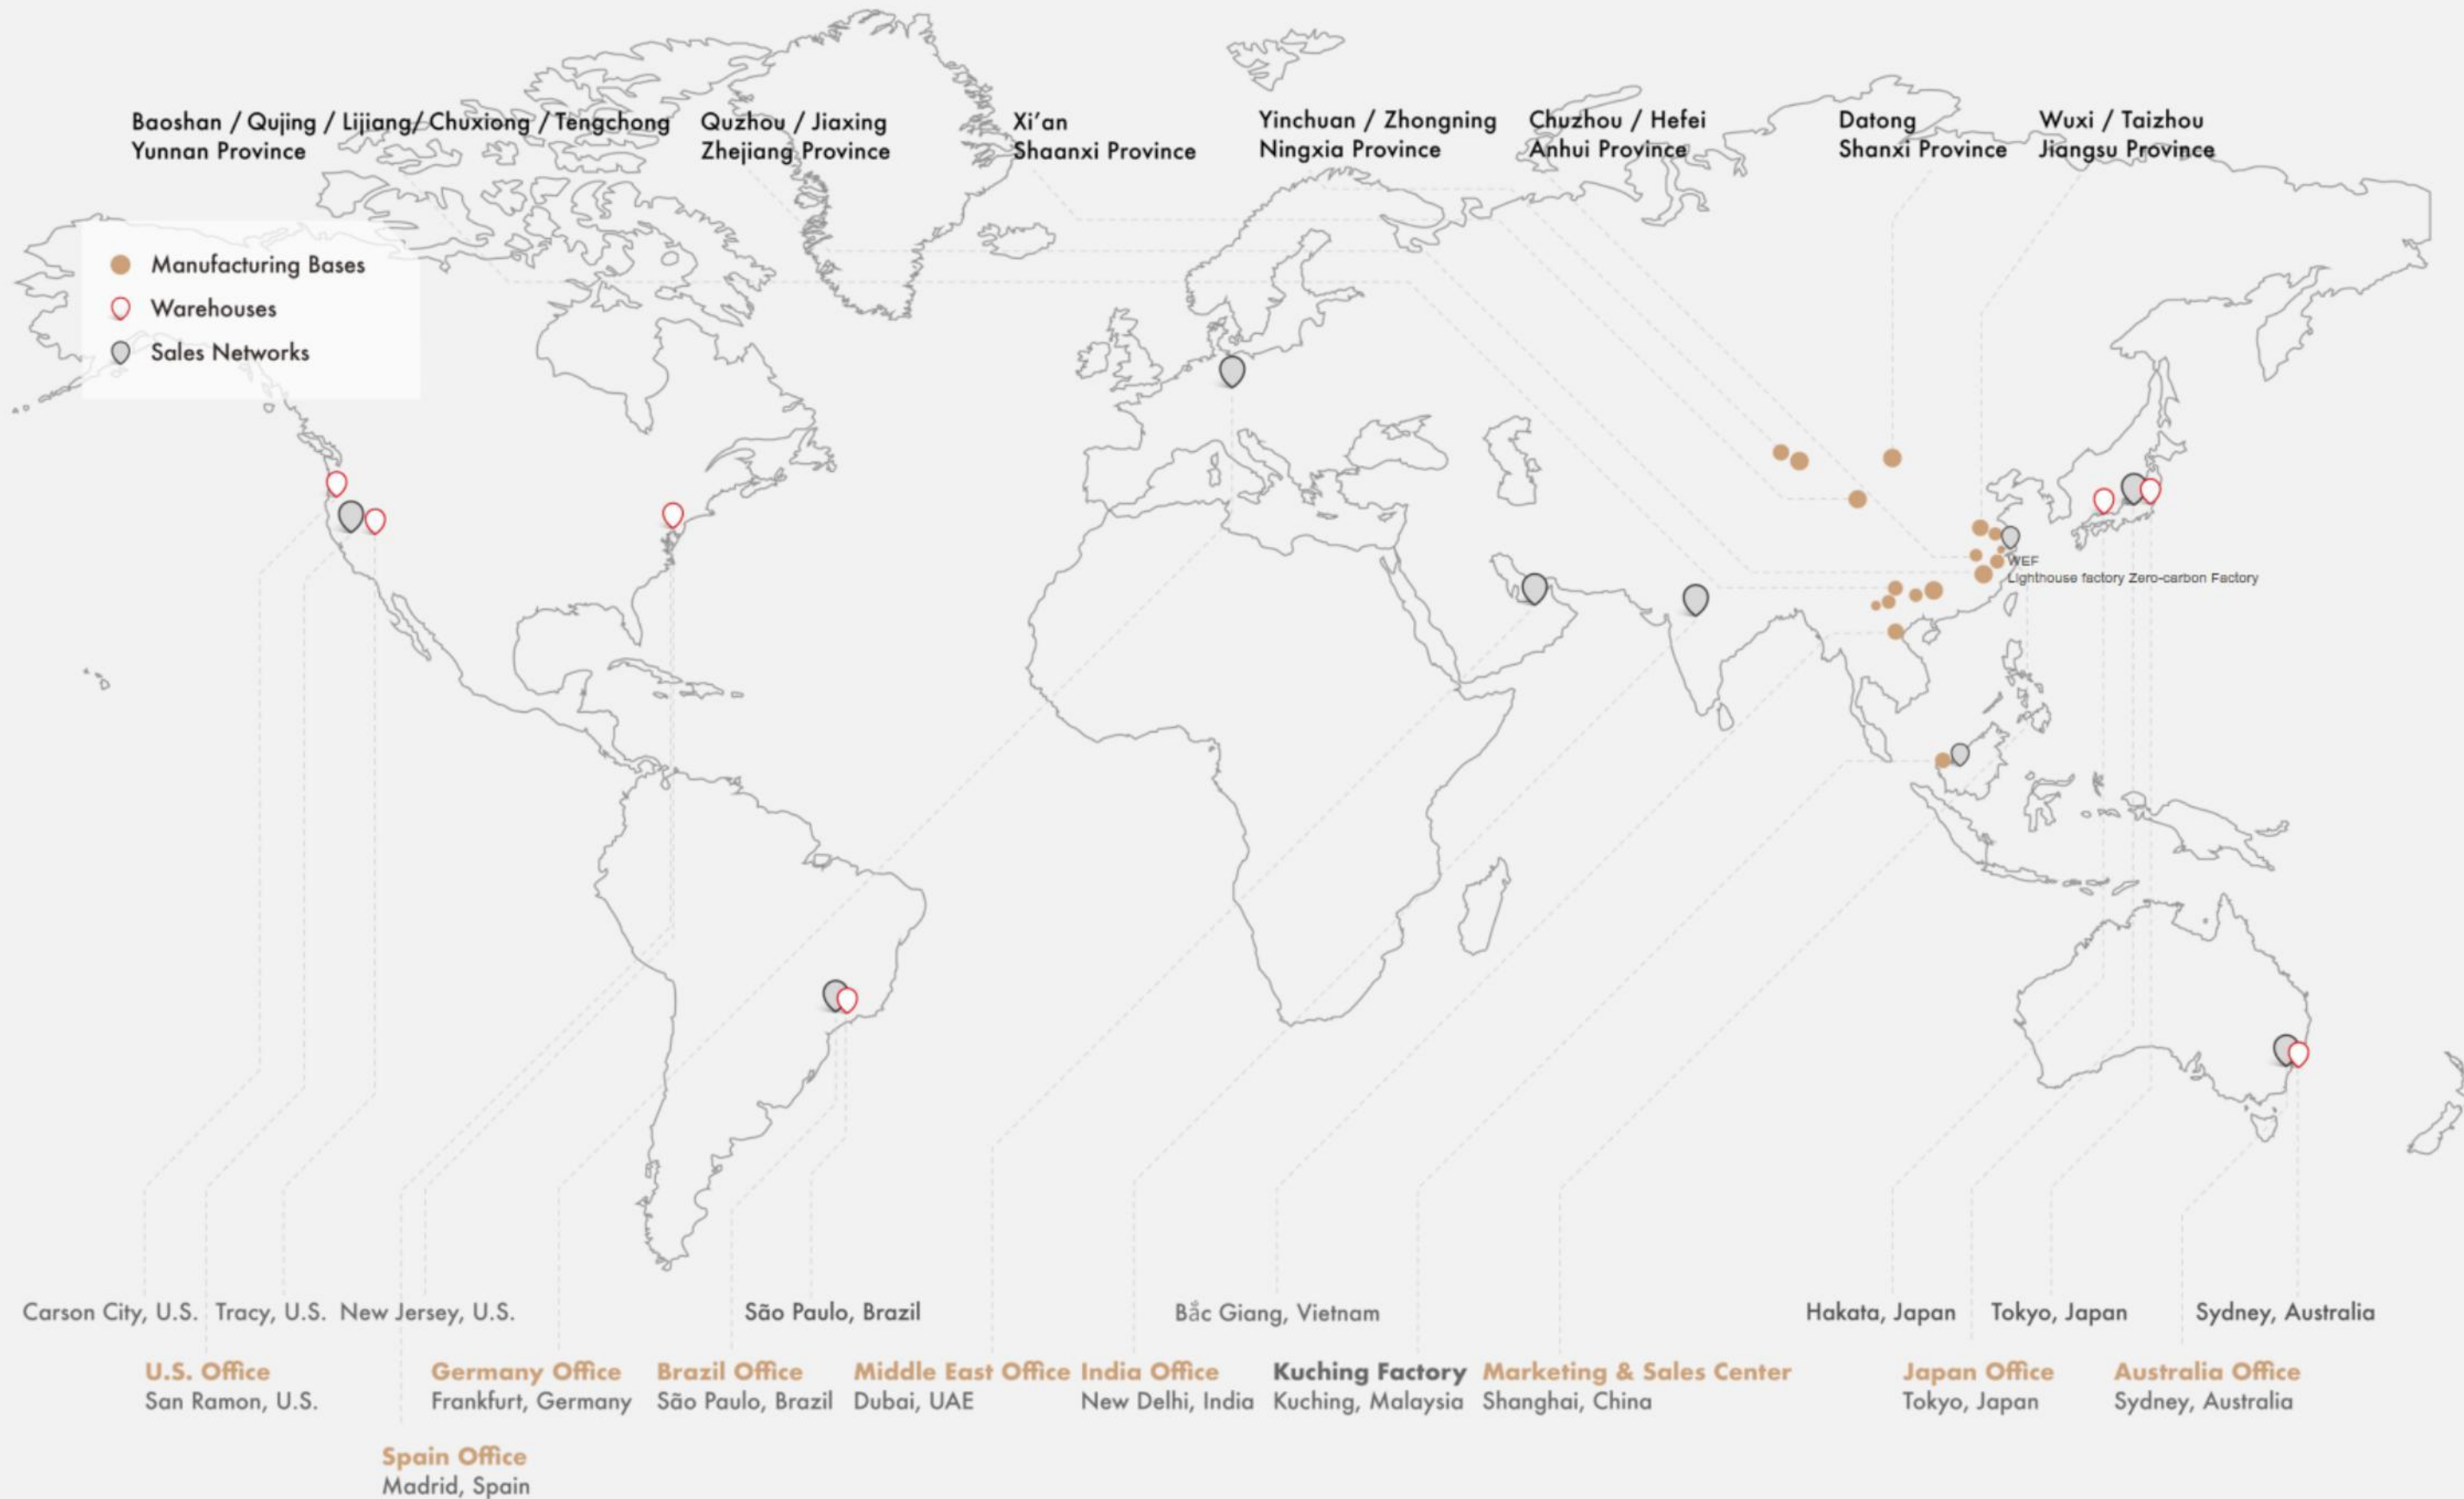 Baoshan / Qujing / Lijiang/ Chuxiong / Tengchong
Yunnan Province
Quzhou / Jiaxing
Zhejiang Province
Xi’an
Shaanxi Province
Yinchuan / Zhongning
Ningxia Province
Chuzhou / Hefei
Anhui Province
Datong
Shanxi Province
Wuxi / Taizhou
Jiangsu Province
Manufacturing Bases
Warehouses
Sales Networks
WEF
Lighthouse factory Zero-carbon Factory
Carson City, U.S.
Tracy, U.S.
New Jersey, U.S.
São Paulo, Brazil
Bắc Giang, Vietnam
Hakata, Japan
Tokyo, Japan
Sydney, Australia
U.S. Office
San Ramon, U.S.
Germany Office
Frankfurt, Germany
Brazil Office
São Paulo, Brazil
Middle East Office
Dubai, UAE
India Office
New Delhi, India
Kuching Factory
Kuching, Malaysia
Marketing & Sales Center
Shanghai, China
Japan Office
Tokyo, Japan
Australia Office
Sydney, Australia
Spain Office
Madrid, Spain